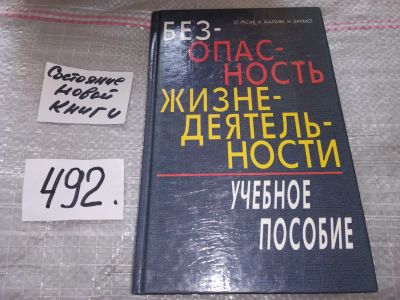 Состояние
новой
книги
492.
О. РУСАК, К. МАЛАЯН, Н. ЗАНЬКО
БЕЗ-
ОПАС-
НОСТЬ
ЖИЗНЕ-
ДЕЯТЕЛЬ-
НОСТИ
УЧЕБНОЕ
ПОСОБИЕ